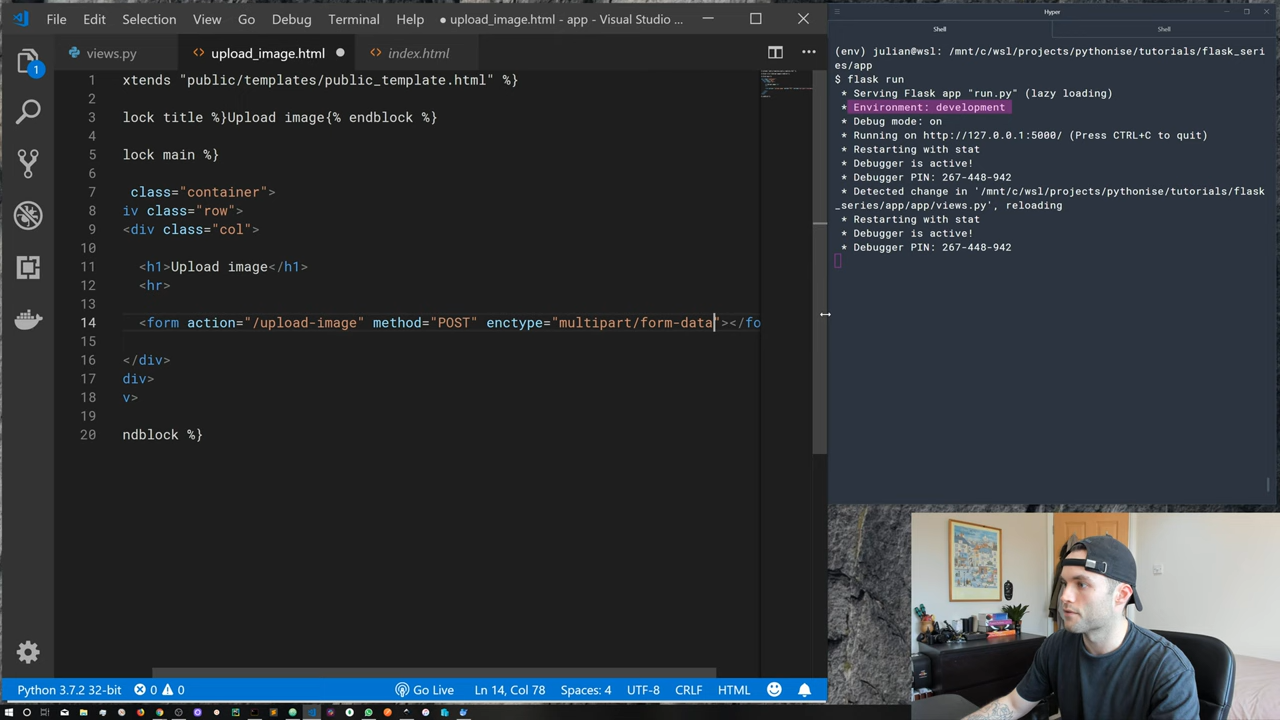 File Edit Selection View Go Debug Terminal Help ● upload_image.html - app - Visual Studio ...
views.py upload_image.html ● index.html
1 xtends "public/templates/public_template.html" %}
2
3 lock title %}Upload image{% endblock %}
4
5 lock main %}
6
7 class="container">
8 iv class="row">
9 <div class="col">
10
11 <h1>Upload image</h1>
12 <hr>
13
14 <form action="/upload-image" method="POST" enctype="multipart/form-data"></fo
15
16 </div>
17 div>
18 v>
19
20 ndblock %}
1
Python 3.7.2 32-bit 0 0 Go Live Ln 14, Col 78 Spaces: 4 UTF-8 CRLF HTML
Hyper
Shell Shell
(env) julian@wsl: /mnt/c/wsl/projects/pythonise/tutorials/flask_seri
es/app
$ flask run
* Serving Flask app "run.py" (lazy loading)
* Environment: development
* Debug mode: on
* Running on http://127.0.0.1:5000/ (Press CTRL+C to quit)
* Restarting with stat
* Debugger is active!
* Debugger PIN: 267-448-942
* Detected change in '/mnt/c/wsl/projects/pythonise/tutorials/flask
_series/app/app/views.py', reloading
* Restarting with stat
* Debugger is active!
* Debugger PIN: 267-448-942